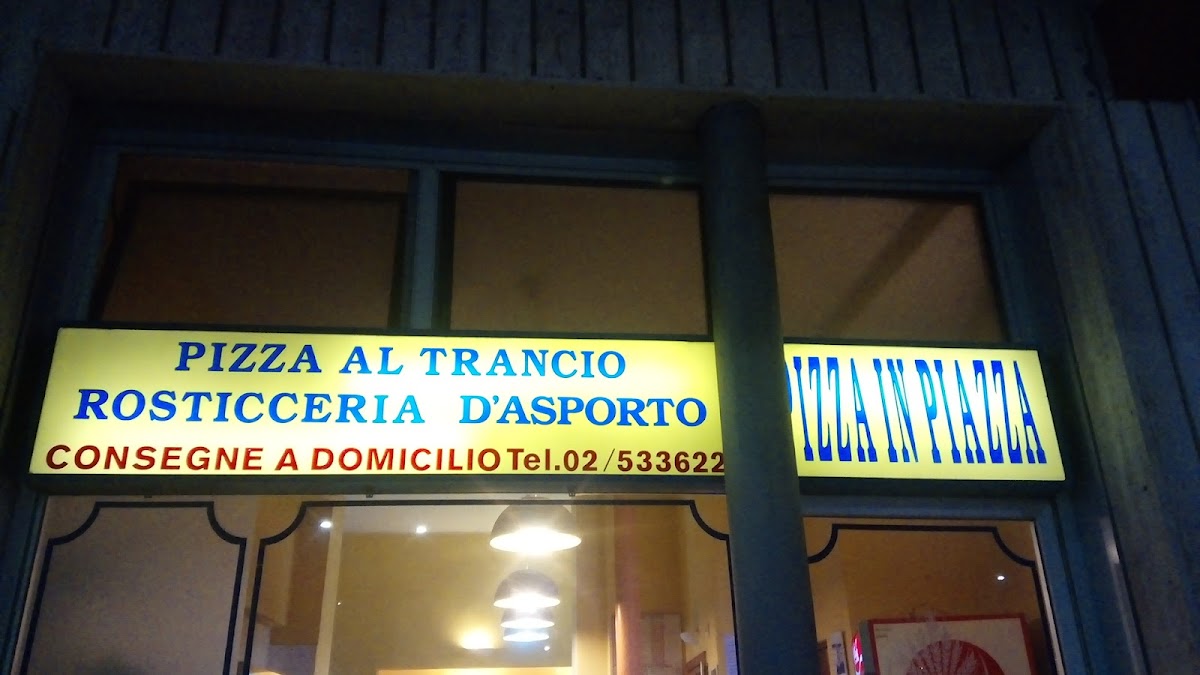 PIZZA AL TRANCIO
ROSTICCERIA D'ASPORTO
CONSEGNE A DOMICILIO Tel.02/533622
PIZZA IN PIAZZA